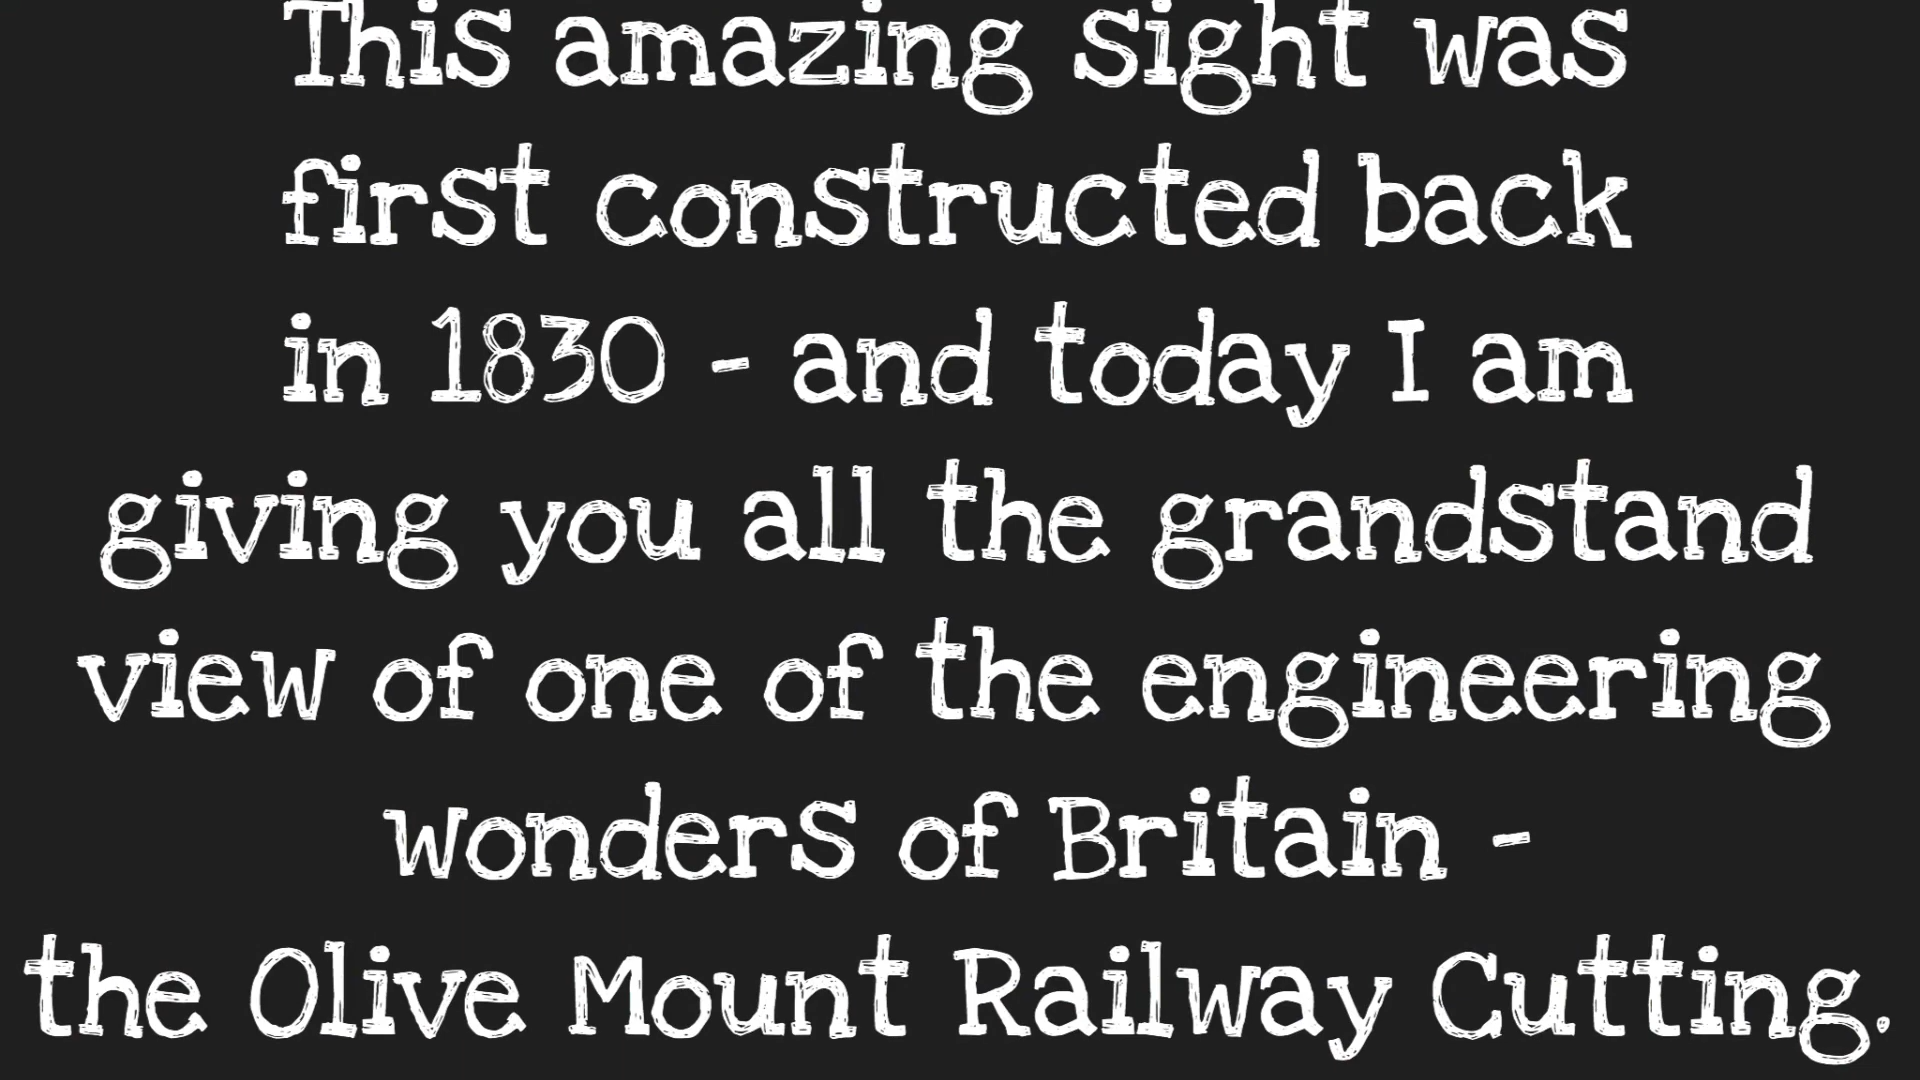 This amazing sight was
first constructed back
in 1830 - and today I am
giving you all the grandstand
view of one of the engineering
wonders of Britain -
the Olive Mount Railway Cutting.